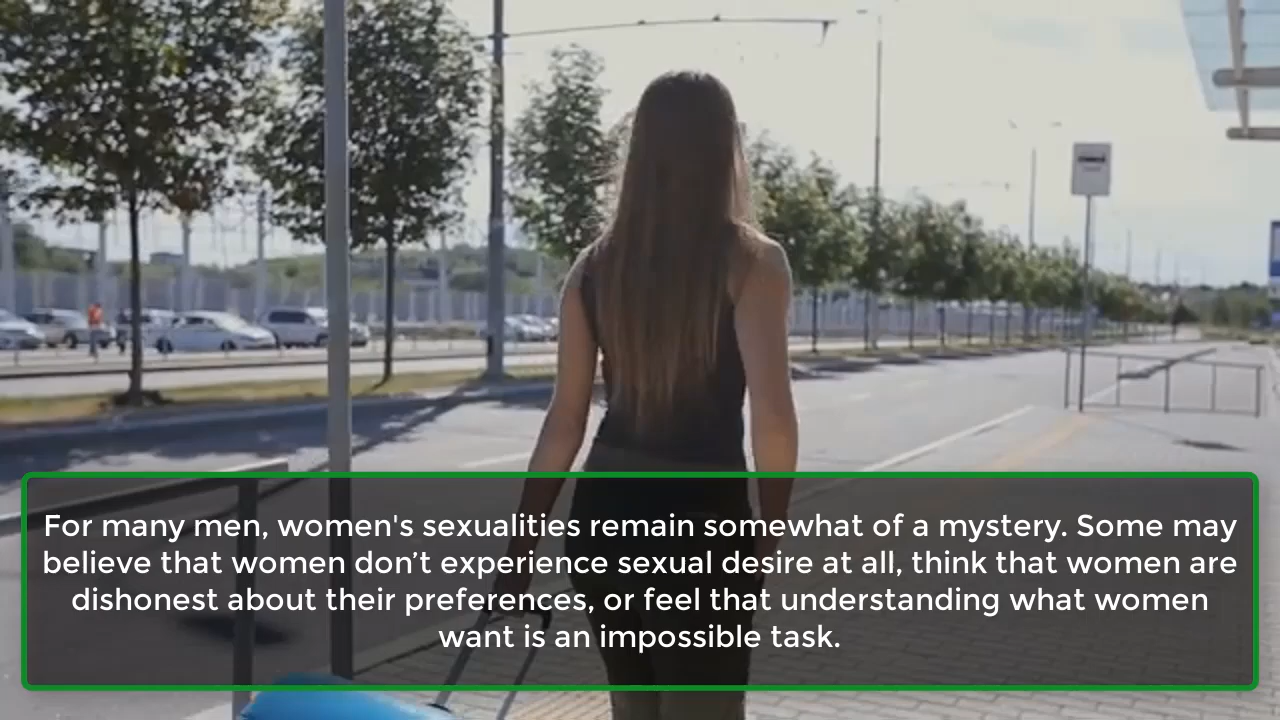 For many men, women's sexualities remain somewhat of a mystery. Some may
believe that women don’t experience sexual desire at all, think that women are
dishonest about their preferences, or feel that understanding what women
want is an impossible task.